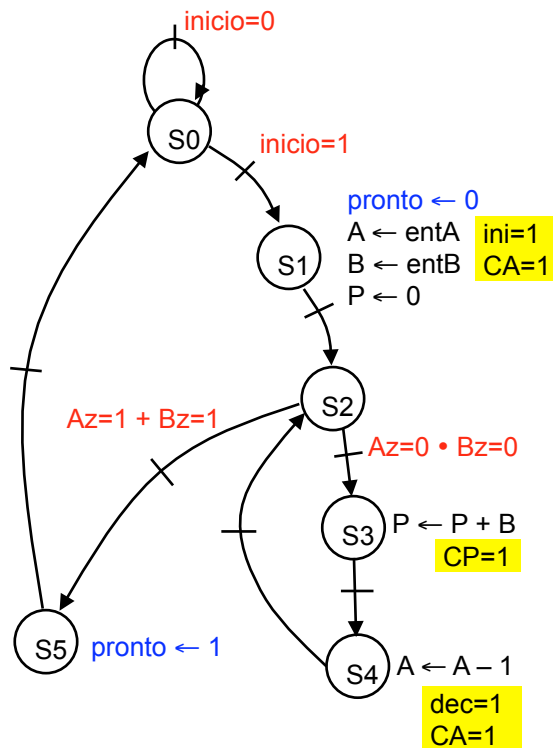 inicio=0
S0
inicio=1
pronto ← 0
A ← entA ini=1
S1
B ← entB CA=1
P ← 0
S2
Az=1 + Bz=1
Az=0 • Bz=0
S3
P ← P + B
CP=1
S5
pronto ← 1
S4
A ← A – 1
dec=1
CA=1